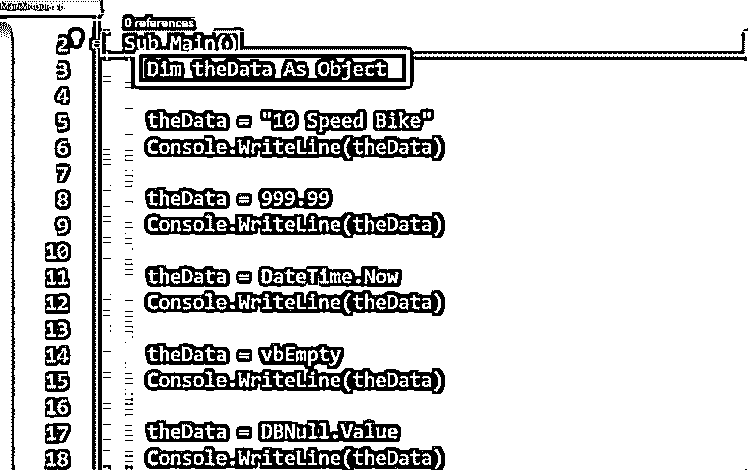 0 references
2 Sub Main()
3 Dim theData As Object
4
5 theData = "10 Speed Bike"
6 Console.WriteLine(theData)
7
8 theData = 999.99
9 Console.WriteLine(theData)
10
11 theData = DateTime.Now
12 Console.WriteLine(theData)
13
14 theData = vbEmpty
15 Console.WriteLine(theData)
16
17 theData = DBNull.Value
18 Console.WriteLine(theData)